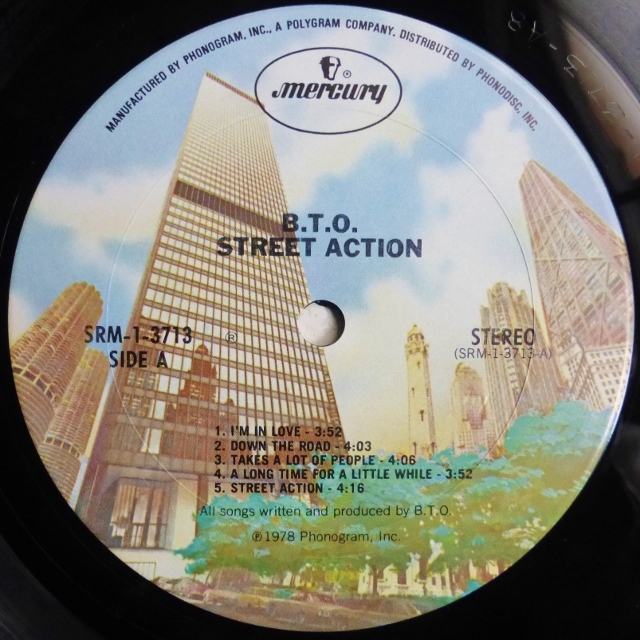 MANUFACTURED BY PHONOGRAM, INC., A POLYGRAM COMPANY. DISTRIBUTED BY PHONODISC, INC.
®
mercury
B.T.O.
STREET ACTION
SRM-1-3713
SIDE A
℗
STEREO
(SRM-1-3713-A)
1. I'M IN LOVE - 3:52
2. DOWN THE ROAD - 4:03
3. TAKES A LOT OF PEOPLE - 4:06
4. A LONG TIME FOR A LITTLE WHILE - 3:52
5. STREET ACTION - 4:16
All songs written and produced by B.T.O.
℗1978 Phonogram, Inc.